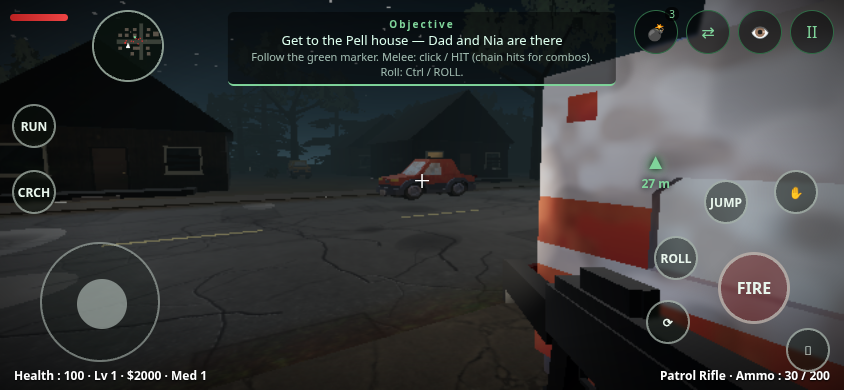 Objective
Get to the Pell house — Dad and Nia are there
Follow the green marker. Melee: click / HIT (chain hits for combos).
Roll: Ctrl / ROLL.
3
II
RUN
27 m
CRCH
JUMP
ROLL
FIRE
Health : 100 · Lv 1 · $2000 · Med 1
Patrol Rifle · Ammo : 30 / 200